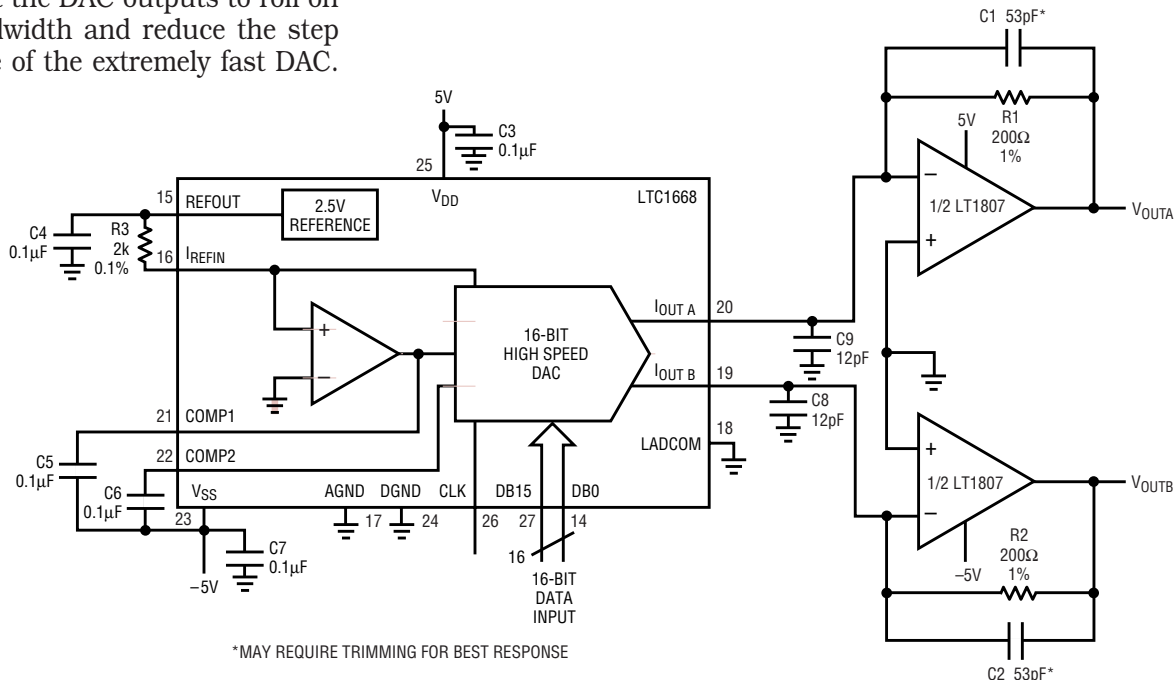 the DAC outputs to roll off
dwidth and reduce the step
of the extremely fast DAC.
C1 53pF*
R1
200Ω
1%
5V
–
1/2 LT1807
+
VOUTA
5V
C3
0.1µF
25
VDD
LTC1668
15
REFOUT
2.5V
REFERENCE
C4
0.1µF
R3
2k
0.1%
16
IREFIN
+
–
16-BIT
HIGH SPEED
DAC
IOUT A
20
C9
12pF
IOUT B
19
C8
12pF
LADCOM
18
21
COMP1
22
COMP2
C5
0.1µF
C6
0.1µF
VSS
23
AGND
17
DGND
24
CLK
26
DB15
27
DB0
14
C7
0.1µF
–5V
16
16-BIT
DATA
INPUT
+
1/2 LT1807
–
VOUTB
–5V
R2
200Ω
1%
C2 53pF*
*MAY REQUIRE TRIMMING FOR BEST RESPONSE